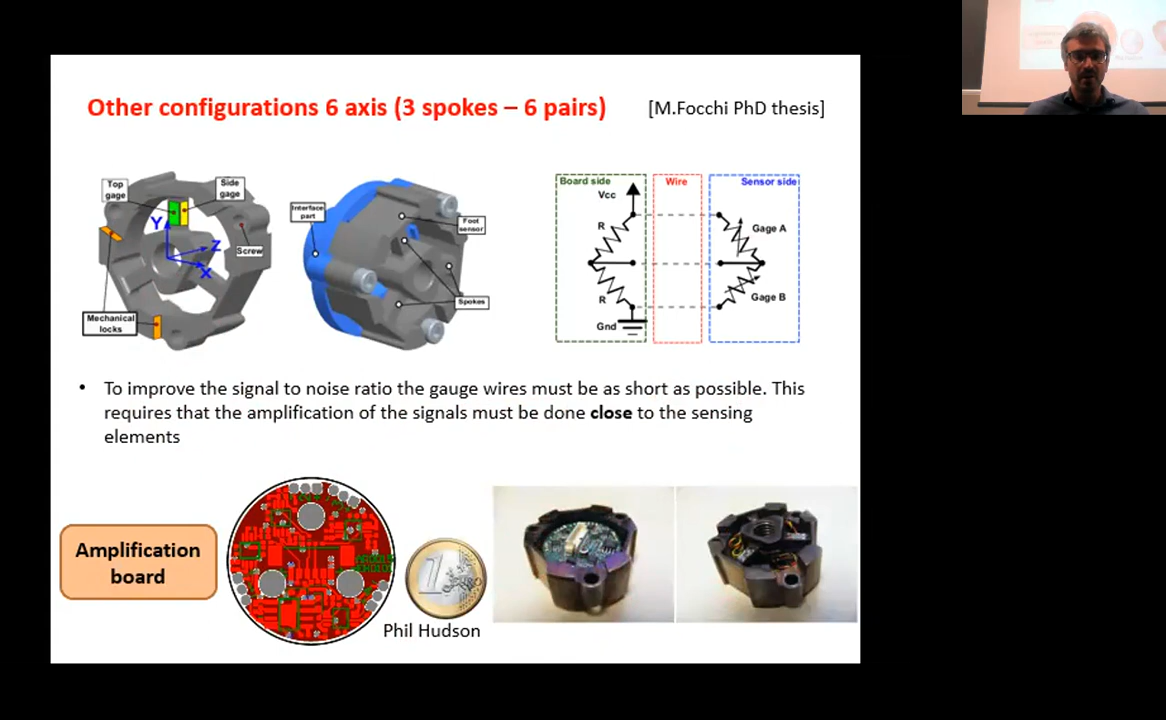 Other configurations 6 axis (3 spokes – 6 pairs)
[M.Focchi PhD thesis]
Top
gage
Side
gage
Y
Z
X
Screw
Mechanical
locks
Interface
part
Foot
sensor
Spokes
Board side
Wire
Sensor side
Vcc
R
Gage A
R
Gage B
Gnd
• To improve the signal to noise ratio the gauge wires must be as short as possible. This
requires that the amplification of the signals must be done close to the sensing
elements
Amplification
board
1
Phil Hudson